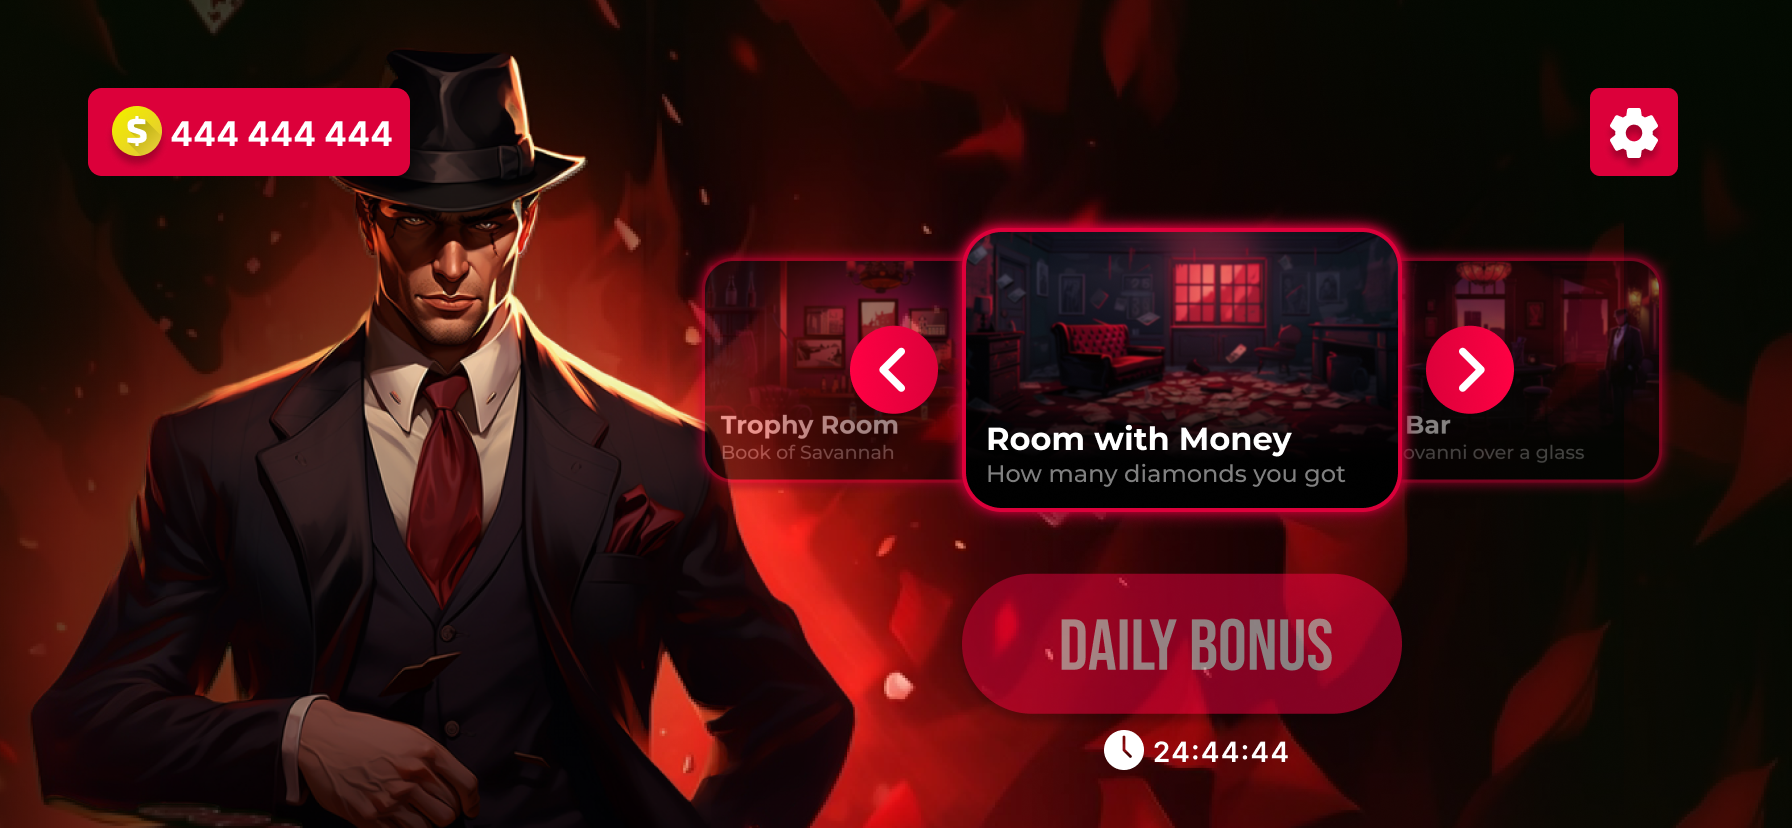 $ 444 444 444
Trophy Room
Book of Savannah
Room with Money
How many diamonds you got
Bar
ovanni over a glass
DAILY BONUS
24:44:44